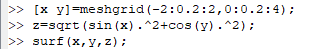 >> [x y]=meshgrid(-2:0.2:2,0:0.2:4);
>> z=sqrt(sin(x).^2+cos(y).^2);
>> surf(x,y,z);